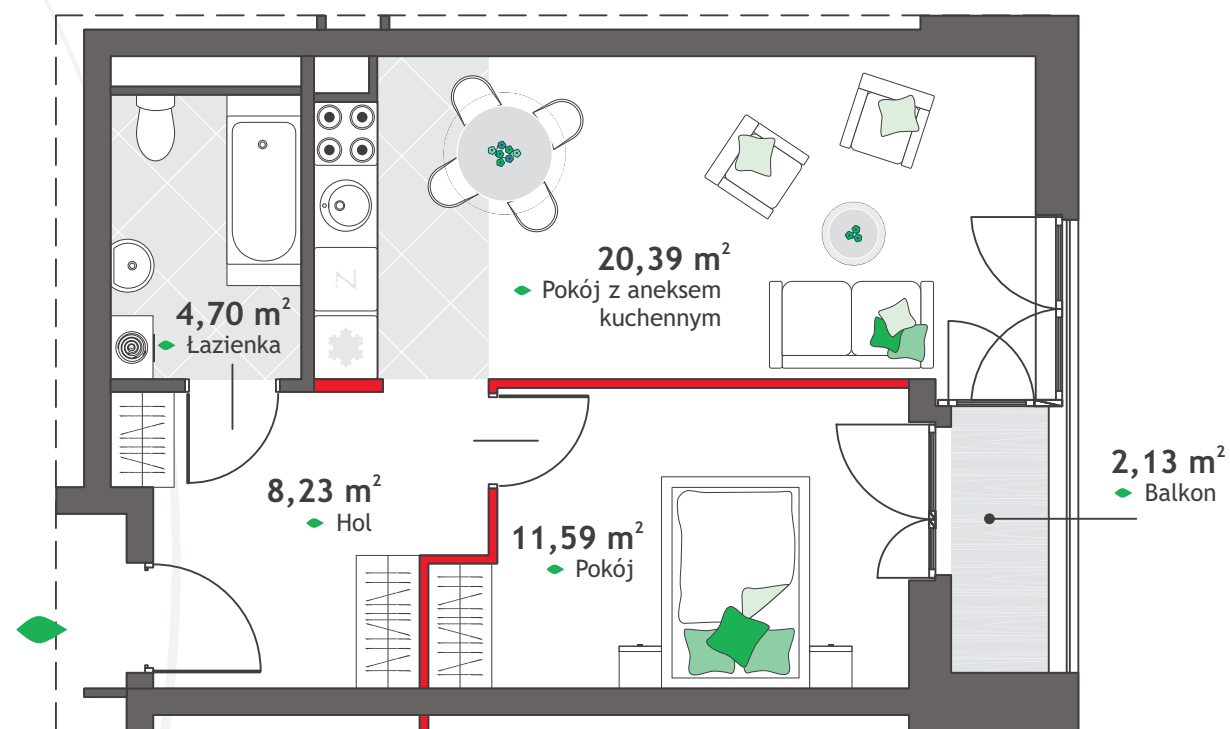 20,39 m²
Pokój z aneksem
kuchennym
4,70 m²
Łazienka
Z
8,23 m²
Hol
11,59 m²
Pokój
2,13 m²
Balkon